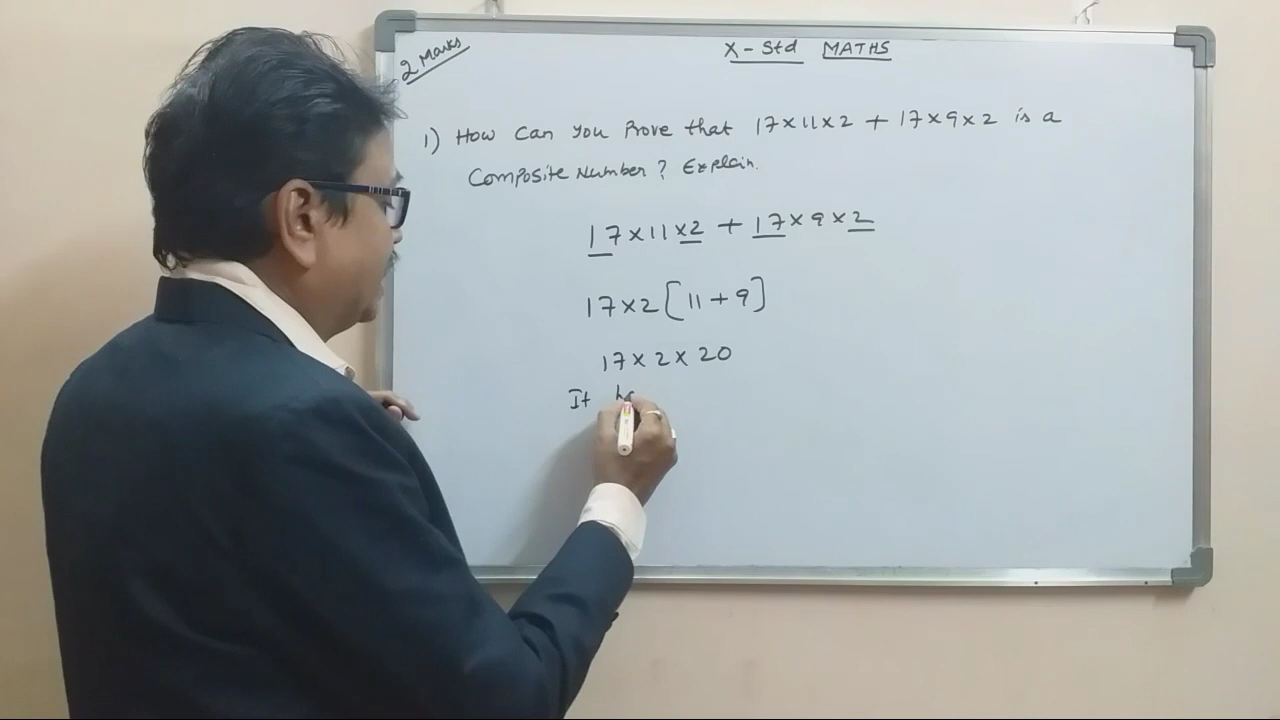 2 Marks
X - Std MATHS
1) How Can you Prove that 17×11×2 + 17×9×2 is a
Composite Number? Explain.
17×11×2 + 17×9×2
17×2[11+9]
17×2×20
It